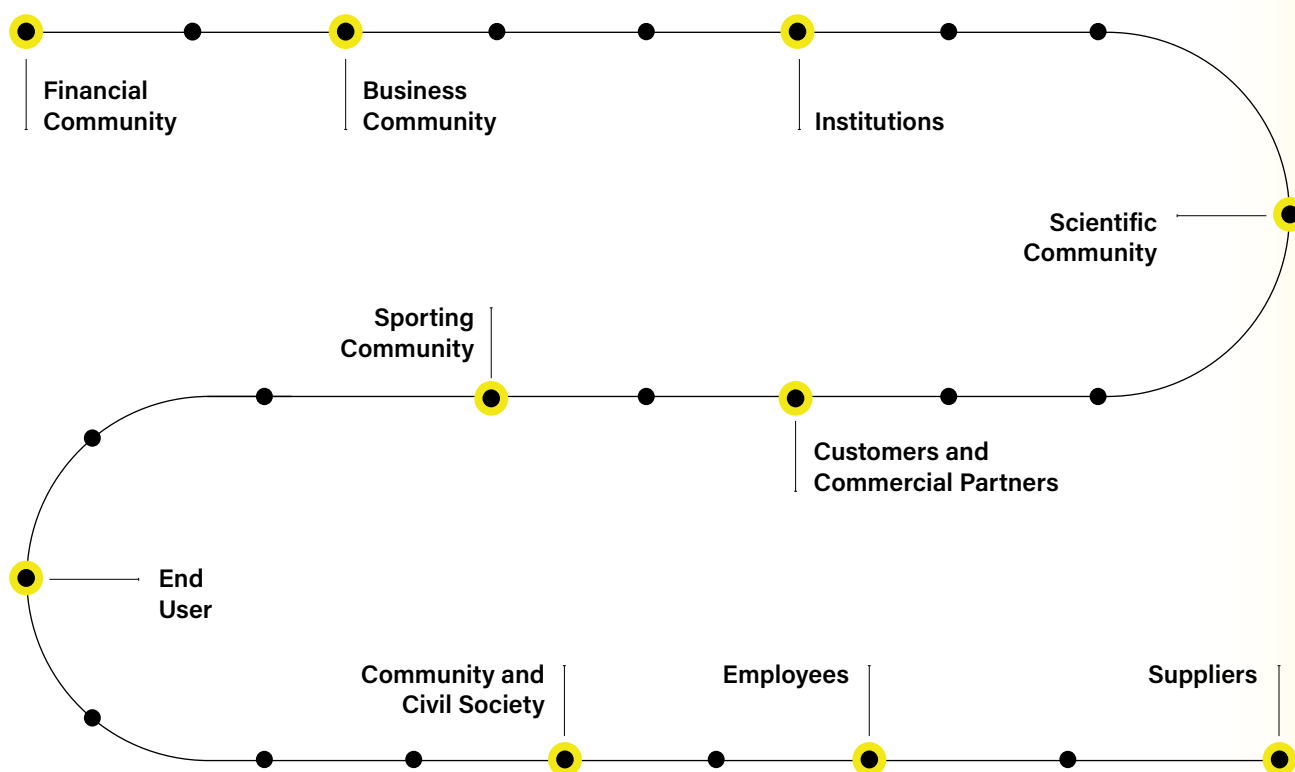 Financial
Community
Business
Community
Institutions
Scientific
Community
Sporting
Community
Customers and
Commercial Partners
End
User
Community and
Civil Society
Employees
Suppliers